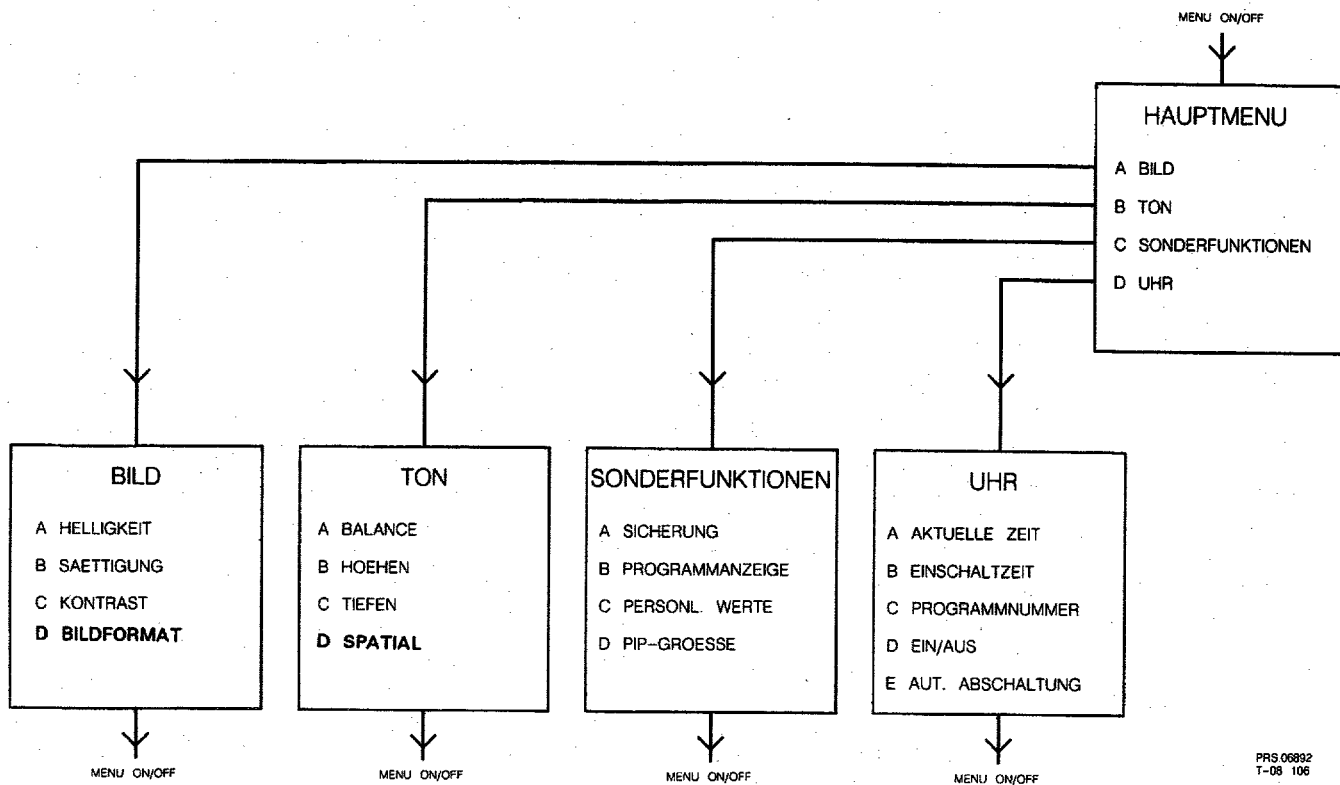 MENU ON/OFF
HAUPTMENU
A BILD
B TON
C SONDERFUNKTIONEN
D UHR
BILD
A HELLIGKEIT
B SAETTIGUNG
C KONTRAST
D BILDFORMAT
MENU ON/OFF
TON
A BALANCE
B HOEHEN
C TIEFEN
D SPATIAL
MENU ON/OFF
SONDERFUNKTIONEN
A SICHERUNG
B PROGRAMMANZEIGE
C PERSONL. WERTE
D PIP-GROESSE
MENU ON/OFF
UHR
A AKTUELLE ZEIT
B EINSCHALTZEIT
C PROGRAMMNUMMER
D EIN/AUS
E AUT. ABSCHALTUNG
MENU ON/OFF
PRS.06892
T-08 106